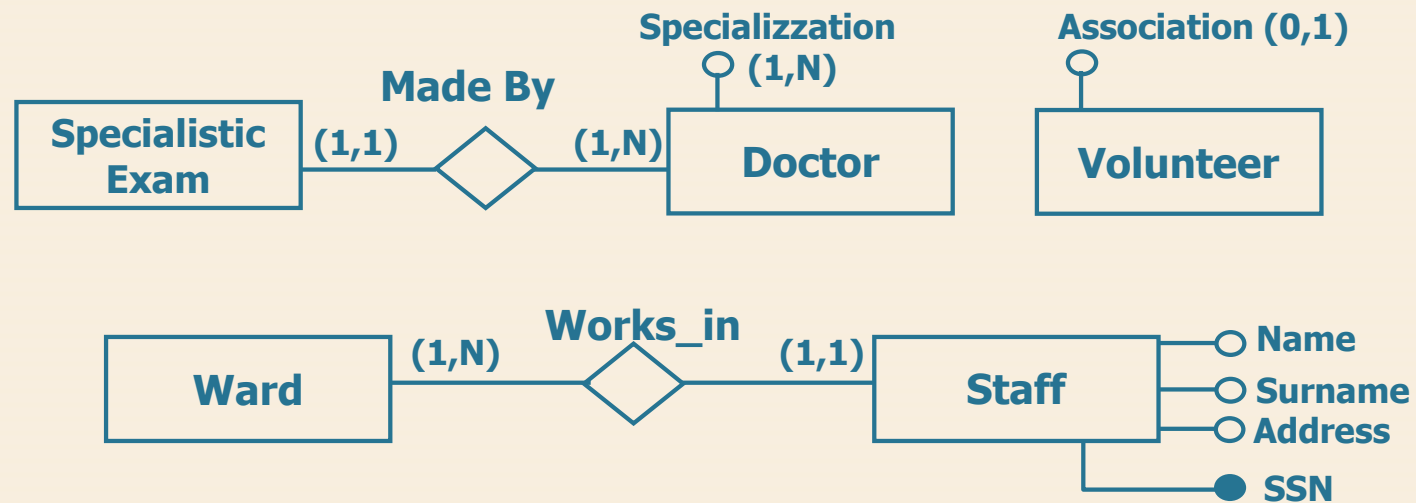 Specializzation
(1,N)
Association (0,1)
Made By
Specialistic
Exam
(1,1)
(1,N)
Doctor
Volunteer
Works_in
Ward
(1,N)
(1,1)
Staff
Name
Surname
Address
SSN